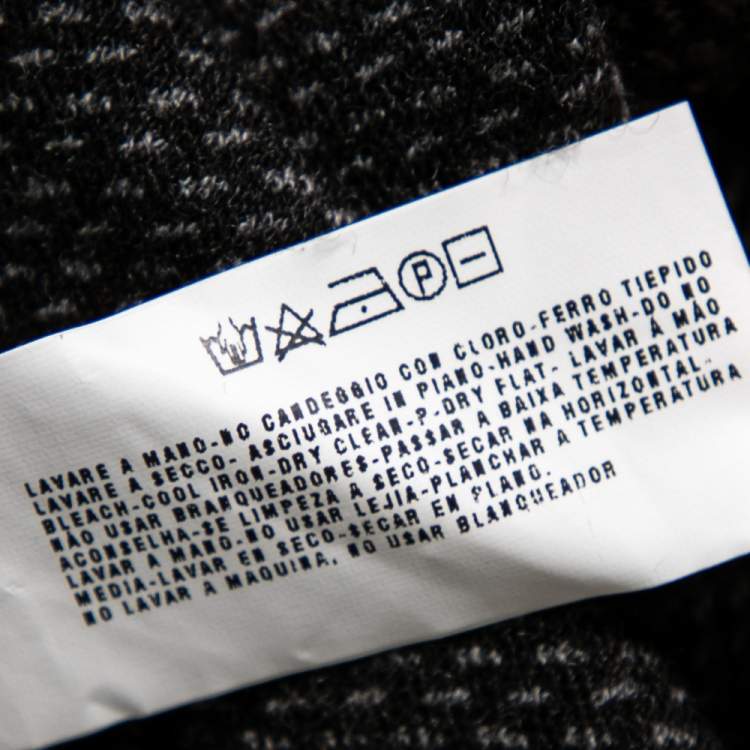 P
LAVARE A MANO-NO CANDEGGIO CON CLORO-FERRO TIEPIDO
LAVARE A SECCO- ASCIUGARE IN PIANO-HAND WASH-DO NO
BLEACH-COOL IRON-DRY CLEAN-P-DRY FLAT- LAVAR À MÃO
NÃO USAR BRANQUEADORES-PASSAR A BAIXA TEMPERATURA
ACONSELHA-SE LIMPEZA A SECO-SECAR NA HORIZONTAL-
LAVAR A MANO-NO USAR LEJIA-PLANCHAR A TEMPERATURA
MEDIA-LAVAR EN SECO-SECAR EN PLANO.
NO LAVAR A MAQUINA, NO USAR BLANQUEADOR